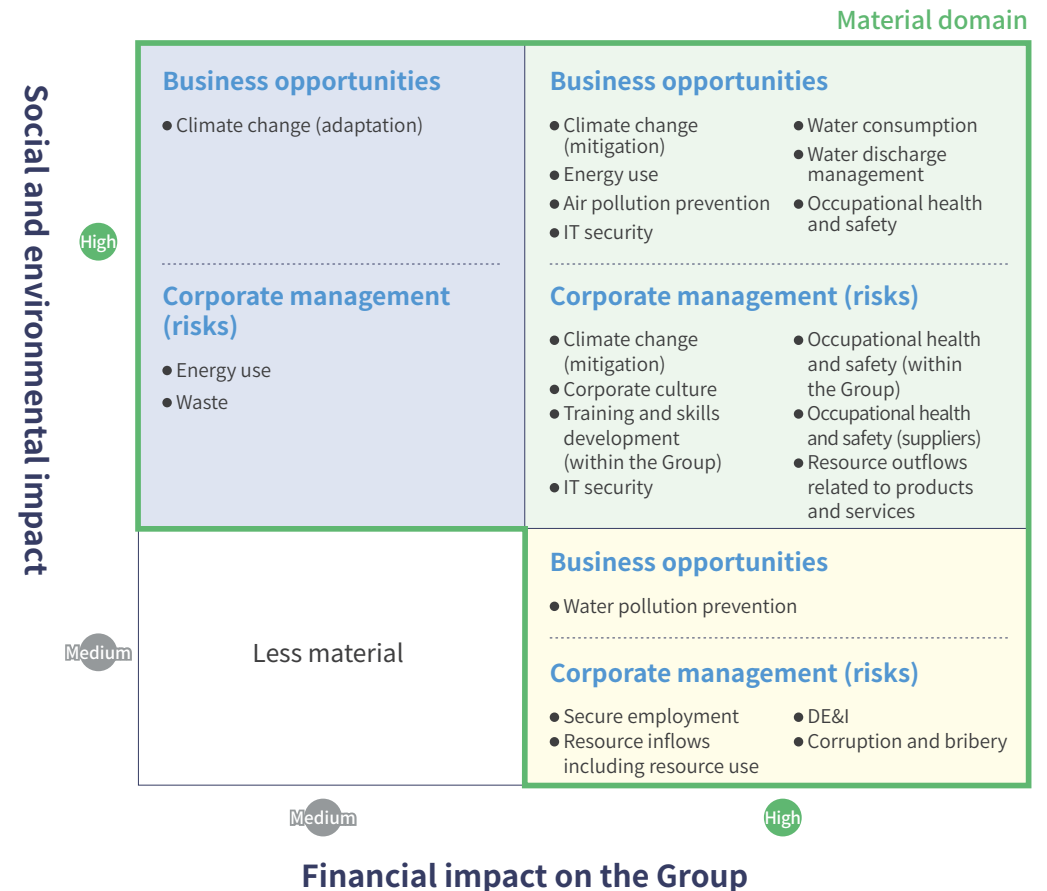 Material domain
Social and environmental impact
High
Medium
Business opportunities
● Climate change (adaptation)
Corporate management
(risks)
● Energy use
● Waste
Business opportunities
● Climate change
(mitigation)
● Energy use
● Air pollution prevention
● IT security
● Water consumption
● Water discharge
management
● Occupational health
and safety
Corporate management (risks)
● Climate change
(mitigation)
● Corporate culture
● Training and skills
development
(within the Group)
● IT security
● Occupational health
and safety (within
the Group)
● Occupational health
and safety (suppliers)
● Resource outflows
related to products
and services
Less material
Business opportunities
● Water pollution prevention
Corporate management (risks)
● Secure employment
● Resource inflows
including resource use
● DE&I
● Corruption and bribery
Medium
High
Financial impact on the Group